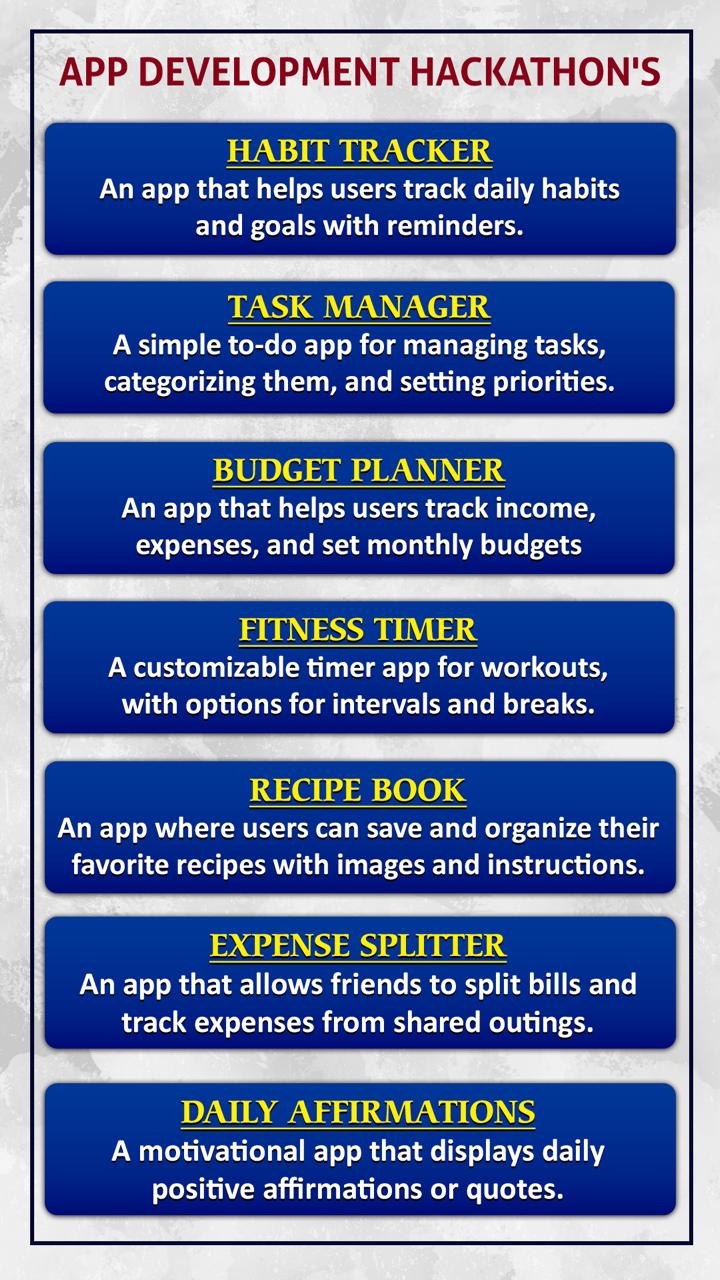 APP DEVELOPMENT HACKATHON'S
HABIT TRACKER
An app that helps users track daily habits
and goals with reminders.
TASK MANAGER
A simple to-do app for managing tasks,
categorizing them, and setting priorities.
BUDGET PLANNER
An app that helps users track income,
expenses, and set monthly budgets
FITNESS TIMER
A customizable timer app for workouts,
with options for intervals and breaks.
RECIPE BOOK
An app where users can save and organize their
favorite recipes with images and instructions.
EXPENSE SPLITTER
An app that allows friends to split bills and
track expenses from shared outings.
DAILY AFFIRMATIONS
A motivational app that displays daily
positive affirmations or quotes.